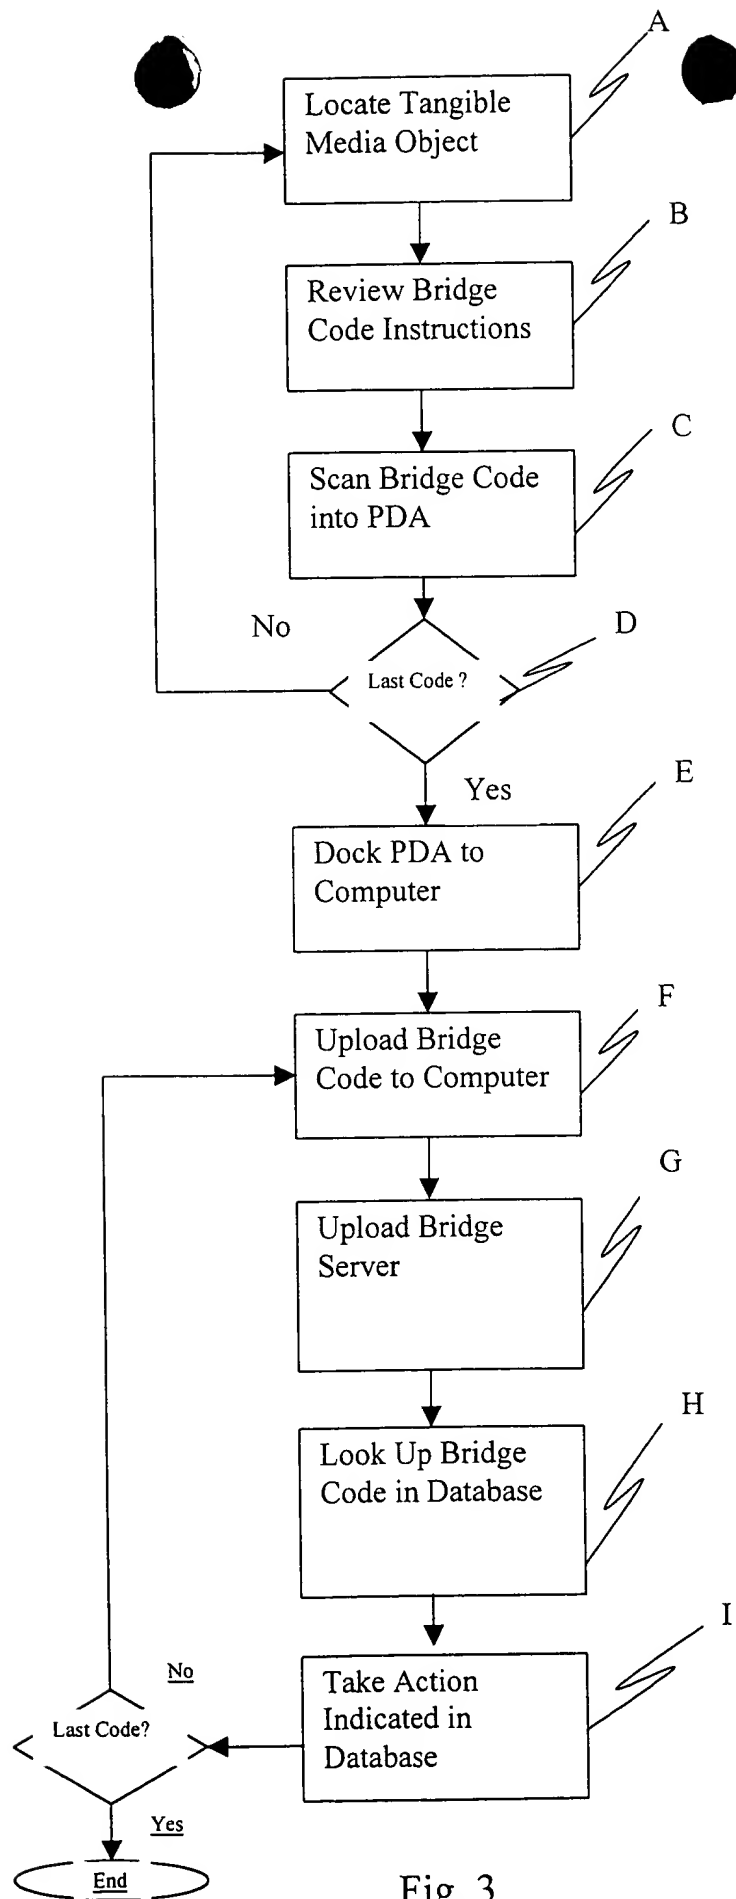 A
Locate Tangible
Media Object
B
Review Bridge
Code Instructions
C
Scan Bridge Code
into PDA
No
D
Last Code ?
Yes
E
Dock PDA to
Computer
F
Upload Bridge
Code to Computer
G
Upload Bridge
Server
H
Look Up Bridge
Code in Database
I
Take Action
Indicated in
Database
No
Last Code?
Yes
End
Fig. 3